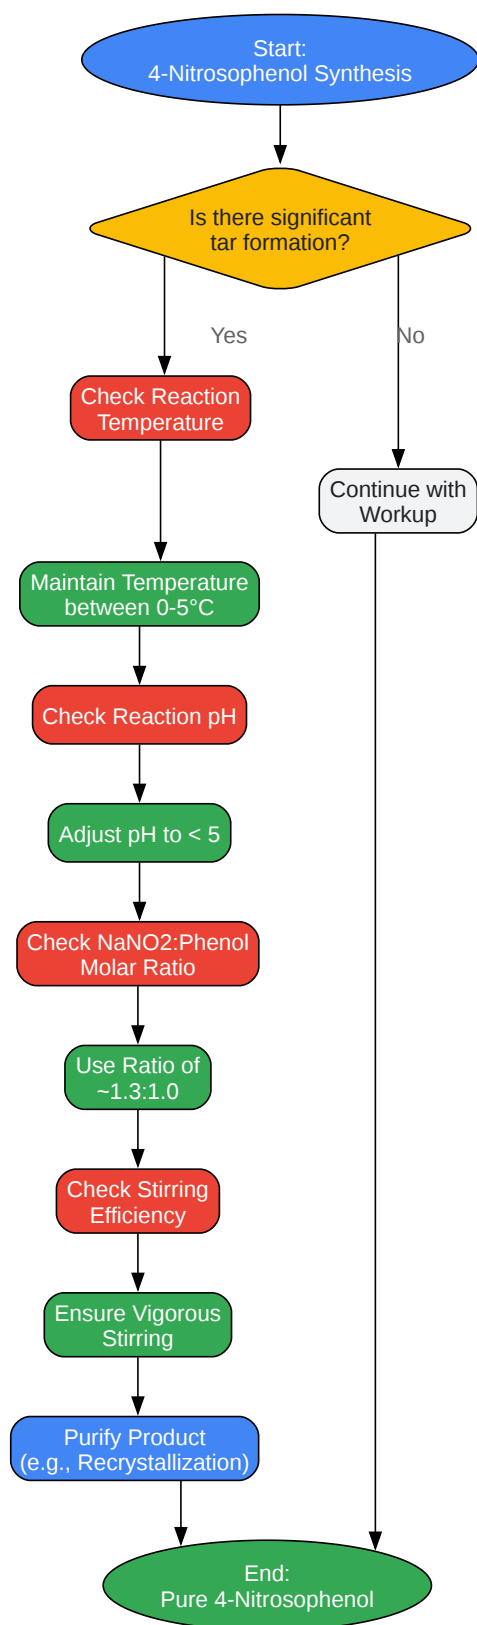 Start:
4-Nitrosophenol Synthesis
Is there significant
tar formation?
Yes
No
Check Reaction
Temperature
Continue with
Workup
Maintain Temperature
between 0-5°C
Check Reaction pH
Adjust pH to < 5
Check NaNO2:Phenol
Molar Ratio
Use Ratio of
~1.3:1.0
Check Stirring
Efficiency
Ensure Vigorous
Stirring
Purify Product
(e.g., Recrystallization)
End:
Pure 4-Nitrosophenol